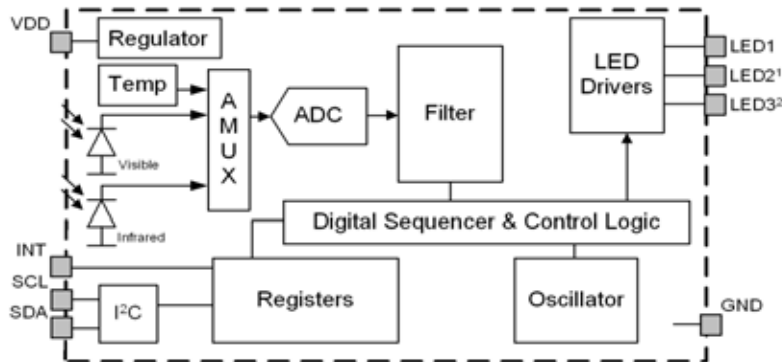 VDD
Regulator
Temp
AMUX
ADC
Filter
LED
Drivers
LED1
LED2¹
LED3²
Visible
Infrared
Digital Sequencer & Control Logic
INT
SCL
SDA
I²C
Registers
Oscillator
GND